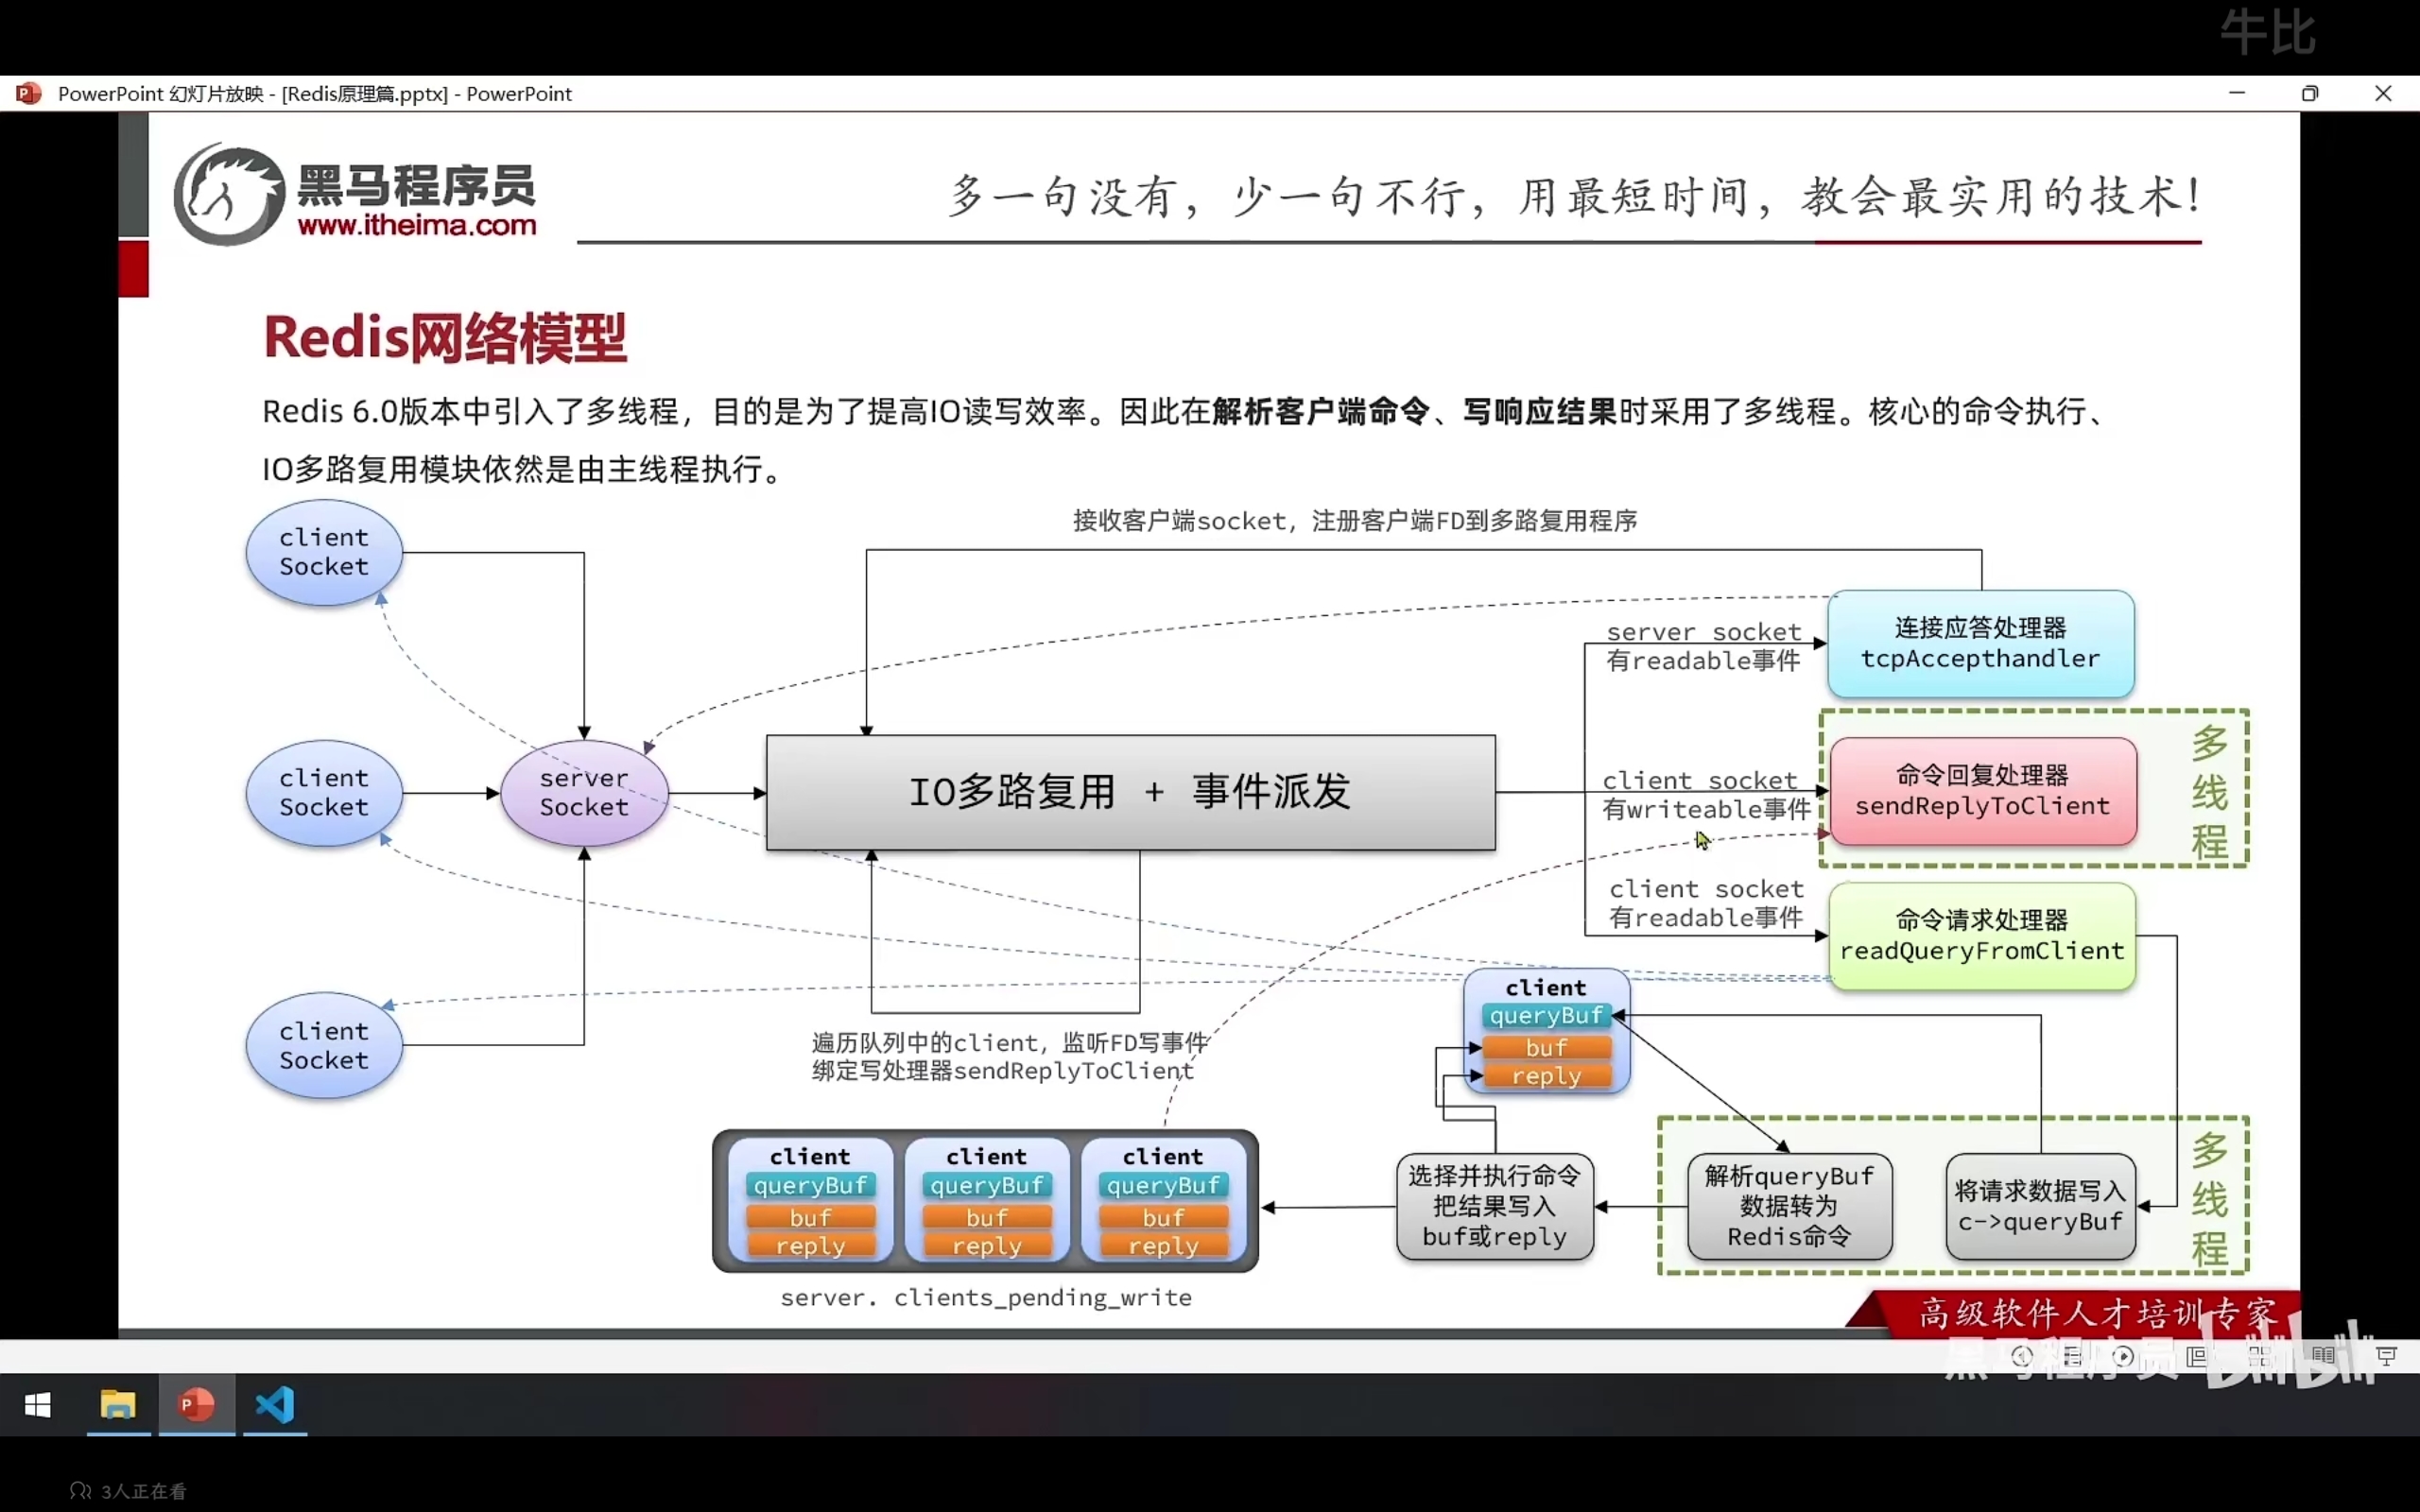 牛比
PowerPoint 幻灯片放映 - [Redis原理篇.pptx] - PowerPoint
黑马程序员
www.itheima.com
多一句没有，少一句不行，用最短时间，教会最实用的技术！
Redis网络模型
Redis 6.0版本中引入了多线程，目的是为了提高IO读写效率。因此在解析客户端命令、写响应结果时采用了多线程。核心的命令执行、
IO多路复用模块依然是由主线程执行。
接收客户端socket，注册客户端FD到多路复用程序
client
Socket
client
Socket
client
Socket
server
Socket
IO多路复用 + 事件派发
server socket
有readable事件
连接应答处理器
tcpAccepthandler
client socket
有writeable事件
命令回复处理器
sendReplyToClient
多
线
程
client socket
有readable事件
命令请求处理器
readQueryFromClient
遍历队列中的client，监听FD写事件
绑定写处理器sendReplyToClient
client
queryBuf
buf
reply
client
queryBuf
buf
reply
client
queryBuf
buf
reply
client
queryBuf
buf
reply
server. clients_pending_write
选择并执行命令
把结果写入
buf或reply
解析queryBuf
数据转为
Redis命令
将请求数据写入
c->queryBuf
多
线
程
高级软件人才培训专家
黑马程序员 bilibili
3人正在看